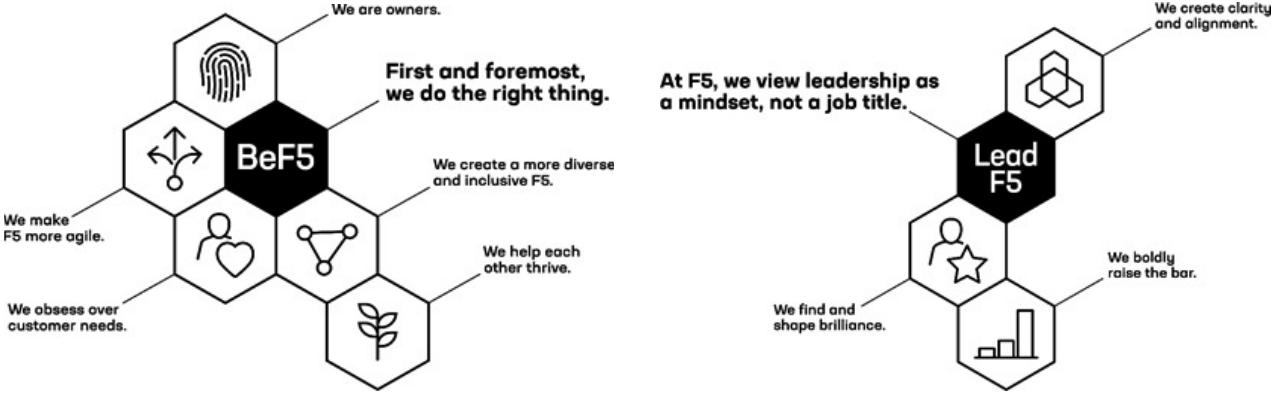 We are owners.
First and foremost,
we do the right thing.
BeF5
We create a more diverse
and inclusive F5.
We make
F5 more agile.
We help each
other thrive.
We obsess over
customer needs.
We create clarity
and alignment.
At F5, we view leadership as
a mindset, not a job title.
Lead
F5
We boldly
raise the bar.
We find and
shape brilliance.